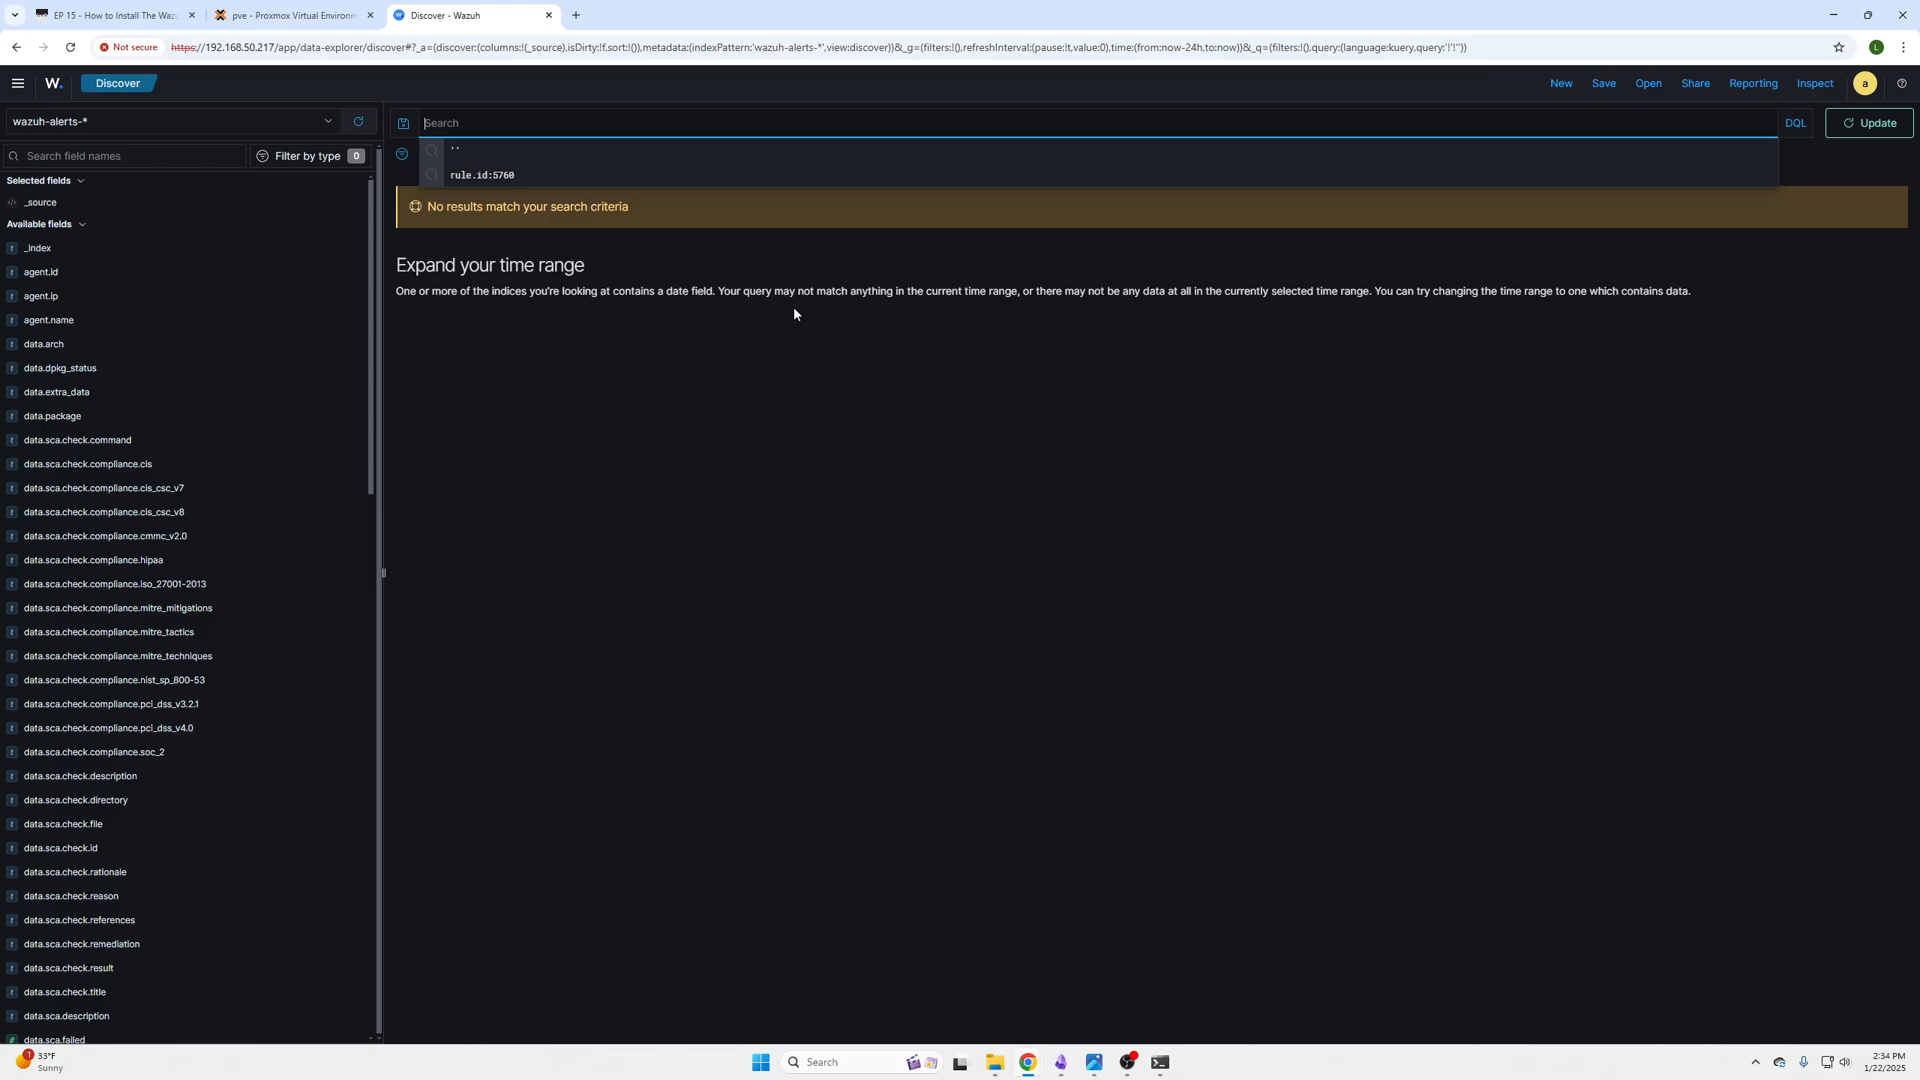 EP 15 - How to Install The Waz
pve - Proxmox Virtual Environm
Discover - Wazuh
Not secure
https://192.168.50.217/app/data-explorer/discover#?_a=(discover:(columns:!(_source),isDirty:!f,sort:!()),metadata:(indexPattern:'wazuh-alerts-*',view:discover))&_g=(filters:!(),refreshInterval:(pause:!t,value:0),time:(from:now-24h,to:now))&_q=(filters:!(),query:(language:kuery,query:'!'!''))
L
W.
Discover
New
Save
Open
Share
Reporting
Inspect
a
wazuh-alerts-*
Search
DQL
Update
Search field names
Filter by type 0
''
rule.id:5760
Selected fields
_source
Available fields
_index
agent.id
agent.ip
agent.name
data.arch
data.dpkg_status
data.extra_data
data.package
data.sca.check.command
data.sca.check.compliance.cis
data.sca.check.compliance.cis_csc_v7
data.sca.check.compliance.cis_csc_v8
data.sca.check.compliance.cmmc_v2.0
data.sca.check.compliance.hipaa
data.sca.check.compliance.iso_27001-2013
data.sca.check.compliance.mitre_mitigations
data.sca.check.compliance.mitre_tactics
data.sca.check.compliance.mitre_techniques
data.sca.check.compliance.nist_sp_800-53
data.sca.check.compliance.pci_dss_v3.2.1
data.sca.check.compliance.pci_dss_v4.0
data.sca.check.compliance.soc_2
data.sca.check.description
data.sca.check.directory
data.sca.check.file
data.sca.check.id
data.sca.check.rationale
data.sca.check.reason
data.sca.check.references
data.sca.check.remediation
data.sca.check.result
data.sca.check.title
data.sca.description
data.sca.failed
No results match your search criteria
Expand your time range
One or more of the indices you're looking at contains a date field. Your query may not match anything in the current time range, or there may not be any data at all in the currently selected time range. You can try changing the time range to one which contains data.
1
33°F
Sunny
Search
2:34 PM
1/22/2025